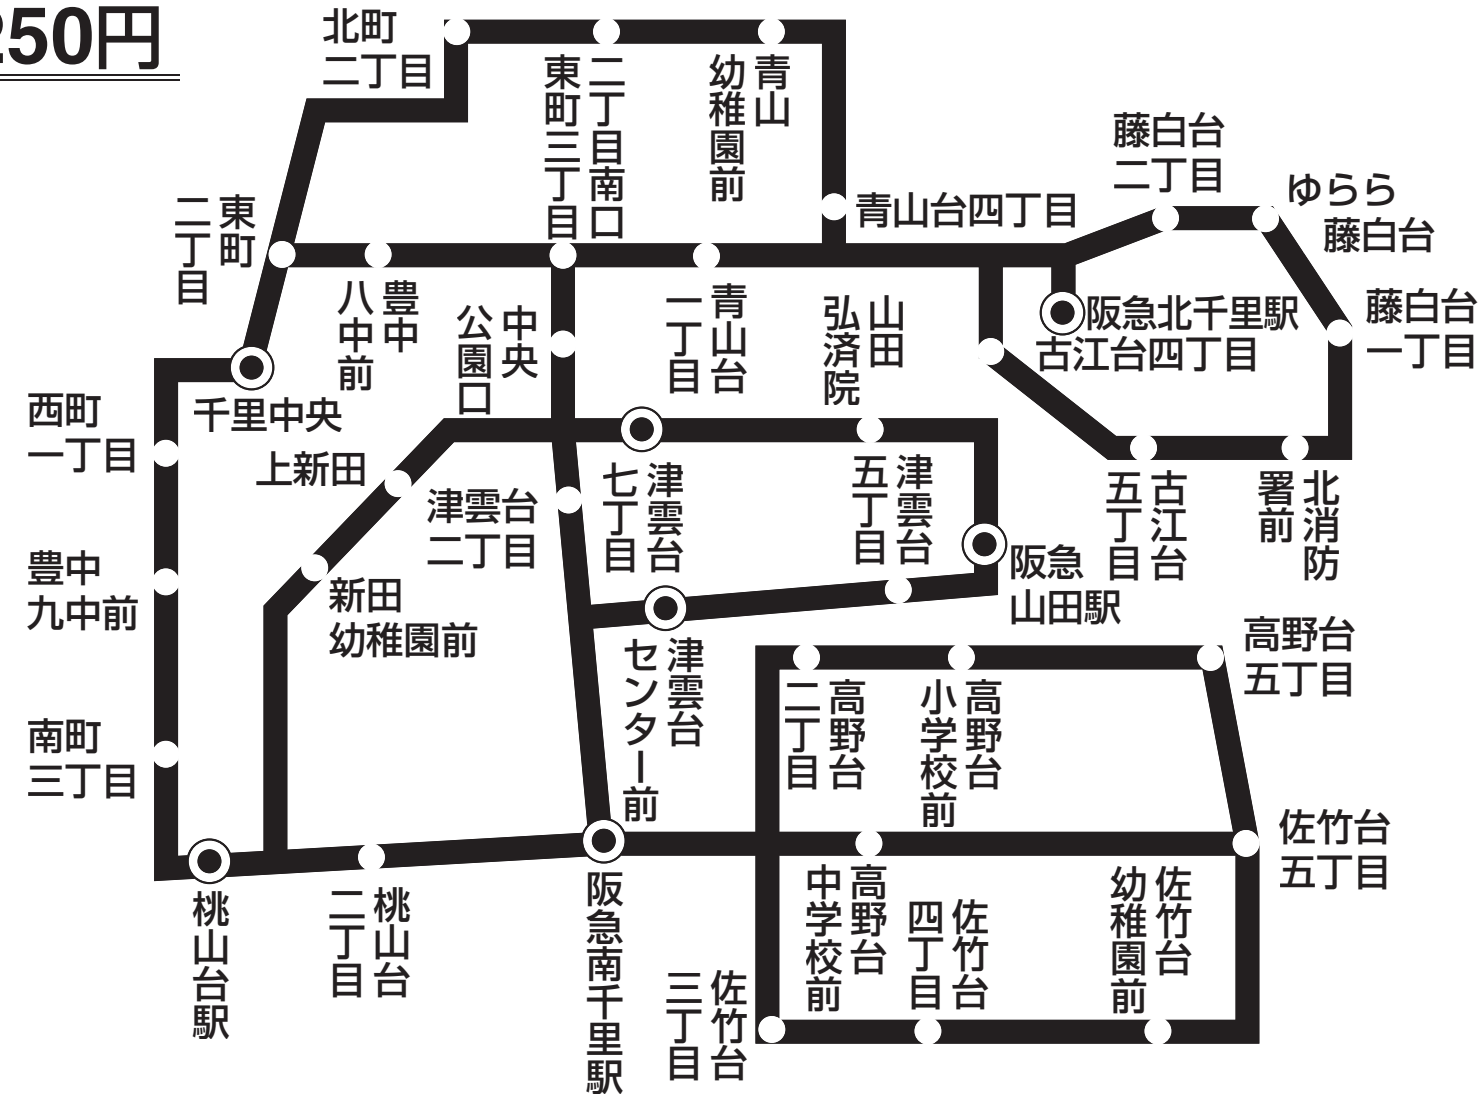 250円
北町
二丁目
二丁目南口
東町三丁目
青山
幼稚園前
藤白台
二丁目
ゆらら
藤白台
青山台四丁目
東町
二丁目
豊中
八中前
中央
公園口
青山台
一丁目
山田
弘済院
阪急北千里駅
古江台四丁目
藤白台
一丁目
千里中央
西町
一丁目
上新田
津雲台
二丁目
津雲台
七丁目
津雲台
五丁目
古江台
五丁目
北消防
署前
阪急
山田駅
豊中
九中前
新田
幼稚園前
津雲台
センター前
高野台
五丁目
高野台
二丁目
高野台
小学校前
南町
三丁目
佐竹台
五丁目
高野台
中学校前
佐竹台
四丁目
佐竹台
幼稚園前
桃山台駅
桃山台
二丁目
阪急南千里駅
佐竹台
三丁目